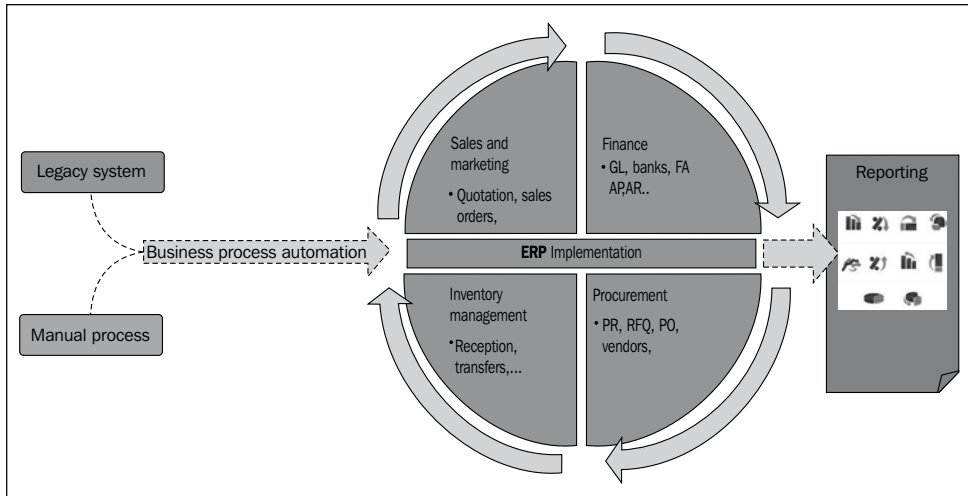 Legacy system
Manual process
Business process automation
Sales and
marketing
• Quotation, sales
orders,
Finance
• GL, banks, FA
AP,AR..
ERP Implementation
Inventory
management
• Reception,
transfers,...
Procurement
• PR, RFQ, PO,
vendors,
Reporting